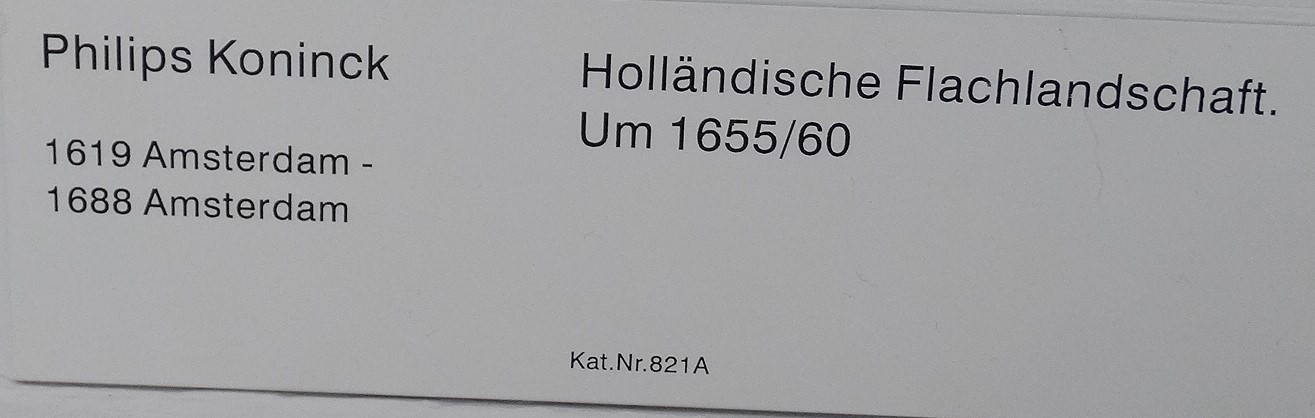 Philips Koninck
1619 Amsterdam -
1688 Amsterdam
Holländische Flachlandschaft.
Um 1655/60
Kat.Nr.821A